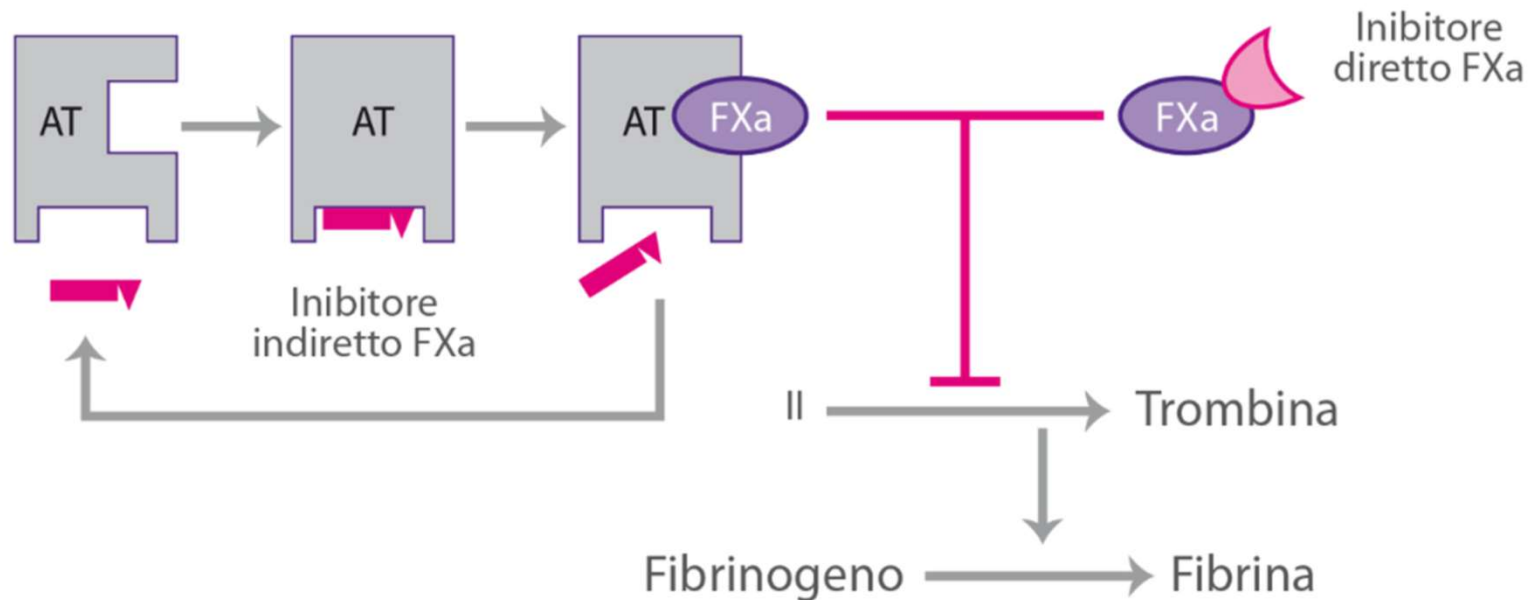 Inibitore
diretto FXa
AT
AT
AT
FXa
FXa
Inibitore
indiretto FXa
II
Trombina
Fibrinogeno
Fibrina